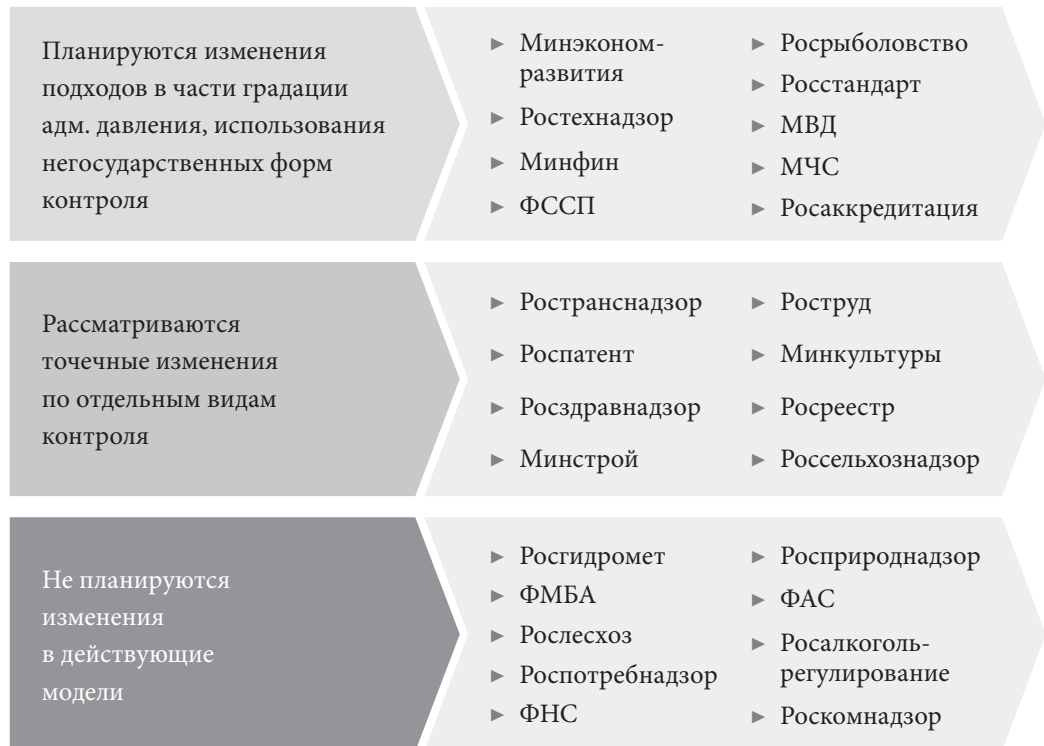 Планируются изменения
подходов в части градации
адм. давления, использования
негосударственных форм
контроля
► Минэконом-
развития
► Ростехнадзор
► Минфин
► ФССП
► Росрыболовство
► Росстандарт
► МВД
► МЧС
► Росаккредитация
Рассматриваются
точечные изменения
по отдельным видам
контроля
► Ространснадзор
► Роспатент
► Росздравнадзор
► Минстрой
► Роструд
► Минкультуры
► Росреестр
► Россельхознадзор
Не планируются
изменения
в действующие
модели
► Росгидромет
► ФМБА
► Рослесхоз
► Роспотребнадзор
► ФНС
► Росприроднадзор
► ФАС
► Росалкоголь-
регулирование
► Роскомнадзор